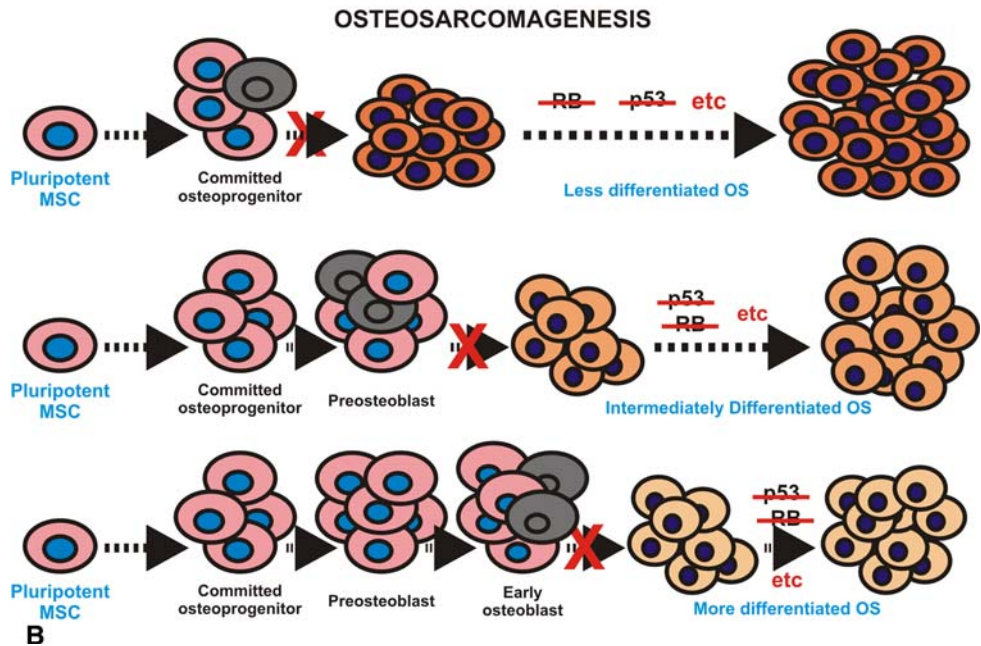 OSTEOSARCOMAGENESIS
RB p53 etc
X
Pluripotent
MSC
Committed
osteoprogenitor
Less differentiated OS
p53
RB
etc
X
Pluripotent
MSC
Committed
osteoprogenitor
Preosteoblast
Intermediately Differentiated OS
p53
RB
X
etc
Pluripotent
MSC
Committed
osteoprogenitor
Preosteoblast
Early
osteoblast
More differentiated OS
B